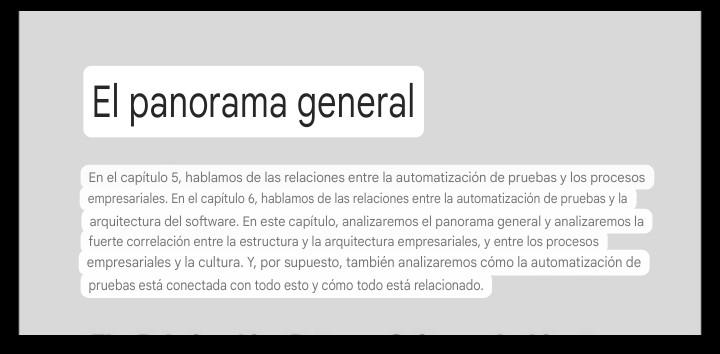 El panorama general
En el capítulo 5, hablamos de las relaciones entre la automatización de pruebas y los procesos
empresariales. En el capítulo 6, hablamos de las relaciones entre la automatización de pruebas y la
arquitectura del software. En este capítulo, analizaremos el panorama general y analizaremos la
fuerte correlación entre la estructura y la arquitectura empresariales, y entre los procesos
empresariales y la cultura. Y, por supuesto, también analizaremos cómo la automatización de
pruebas está conectada con todo esto y cómo todo está relacionado.